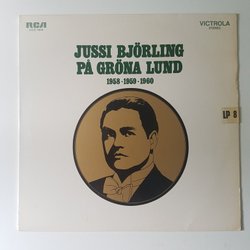 RCA
VICTROLA
JUSSI BJÖRLING
PÅ GRÖNA LUND
1958 · 1959 · 1960
LP 8